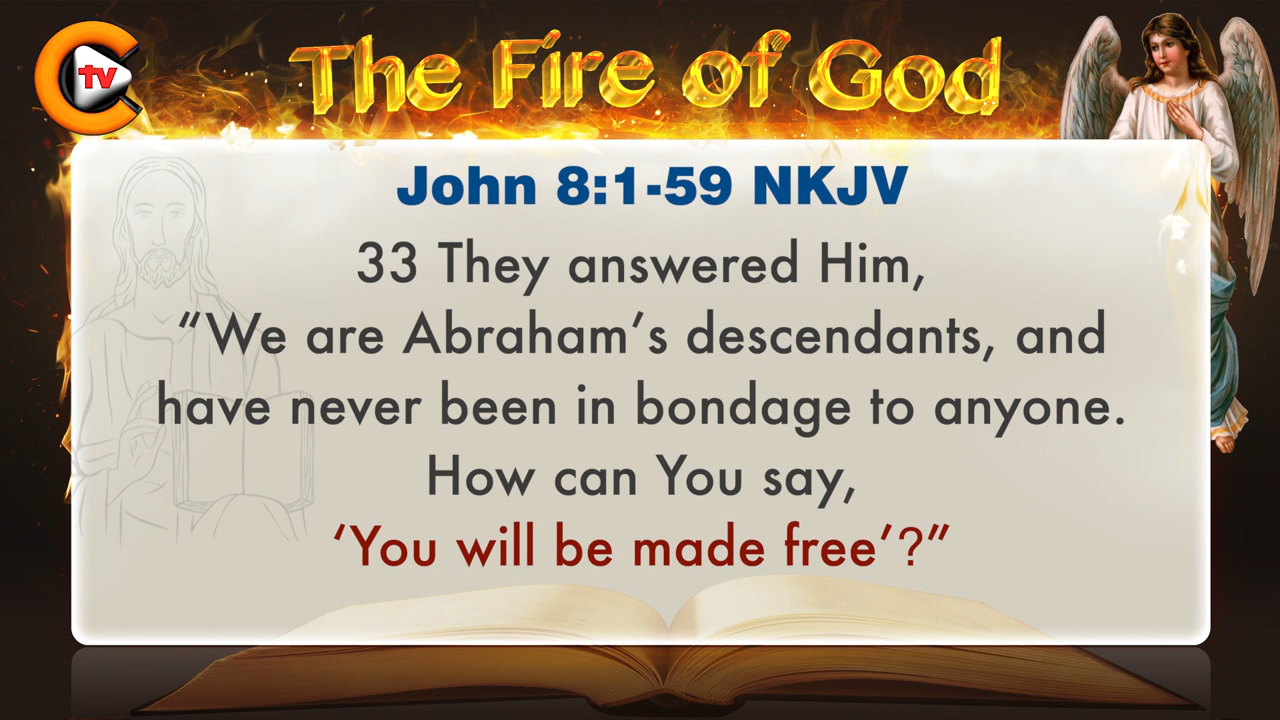 tv
The Fire of God
John 8:1-59 NKJV
33 They answered Him,
“We are Abraham’s descendants, and
have never been in bondage to anyone.
How can You say,
‘You will be made free’?”